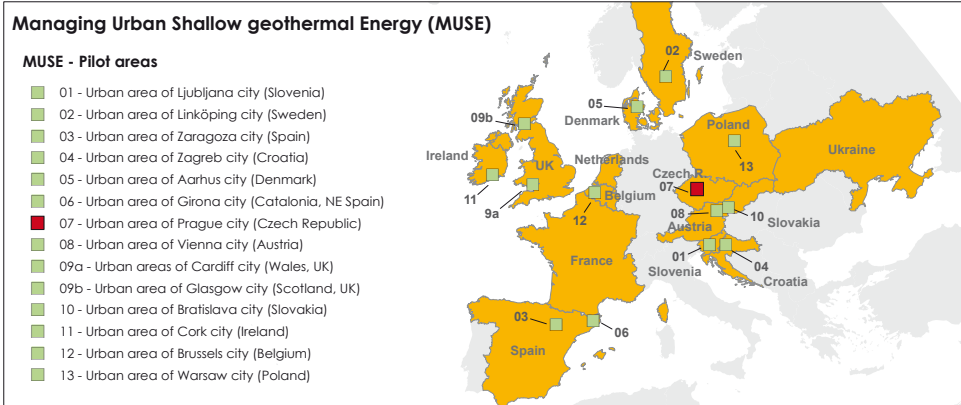 Managing Urban Shallow geothermal Energy (MUSE)
MUSE - Pilot areas
01 - Urban area of Ljubljana city (Slovenia)
02 - Urban area of Linköping city (Sweden)
03 - Urban area of Zaragoza city (Spain)
04 - Urban area of Zagreb city (Croatia)
05 - Urban area of Aarhus city (Denmark)
06 - Urban area of Girona city (Catalonia, NE Spain)
07 - Urban area of Prague city (Czech Republic)
08 - Urban area of Vienna city (Austria)
09a - Urban areas of Cardiff city (Wales, UK)
09b - Urban areas of Glasgow city (Scotland, UK)
10 - Urban area of Bratislava city (Slovakia)
11 - Urban area of Cork city (Ireland)
12 - Urban area of Brussels city (Belgium)
13 - Urban area of Warsaw city (Poland)
02
Sweden
05
Denmark
09b
Ireland
UK
11
9a
Netherlands
Belgium
12
Poland
13
Ukraine
Czech R.
07
08
Austria
10
Slovakia
01
Slovenia
04
Croatia
France
03
06
Spain